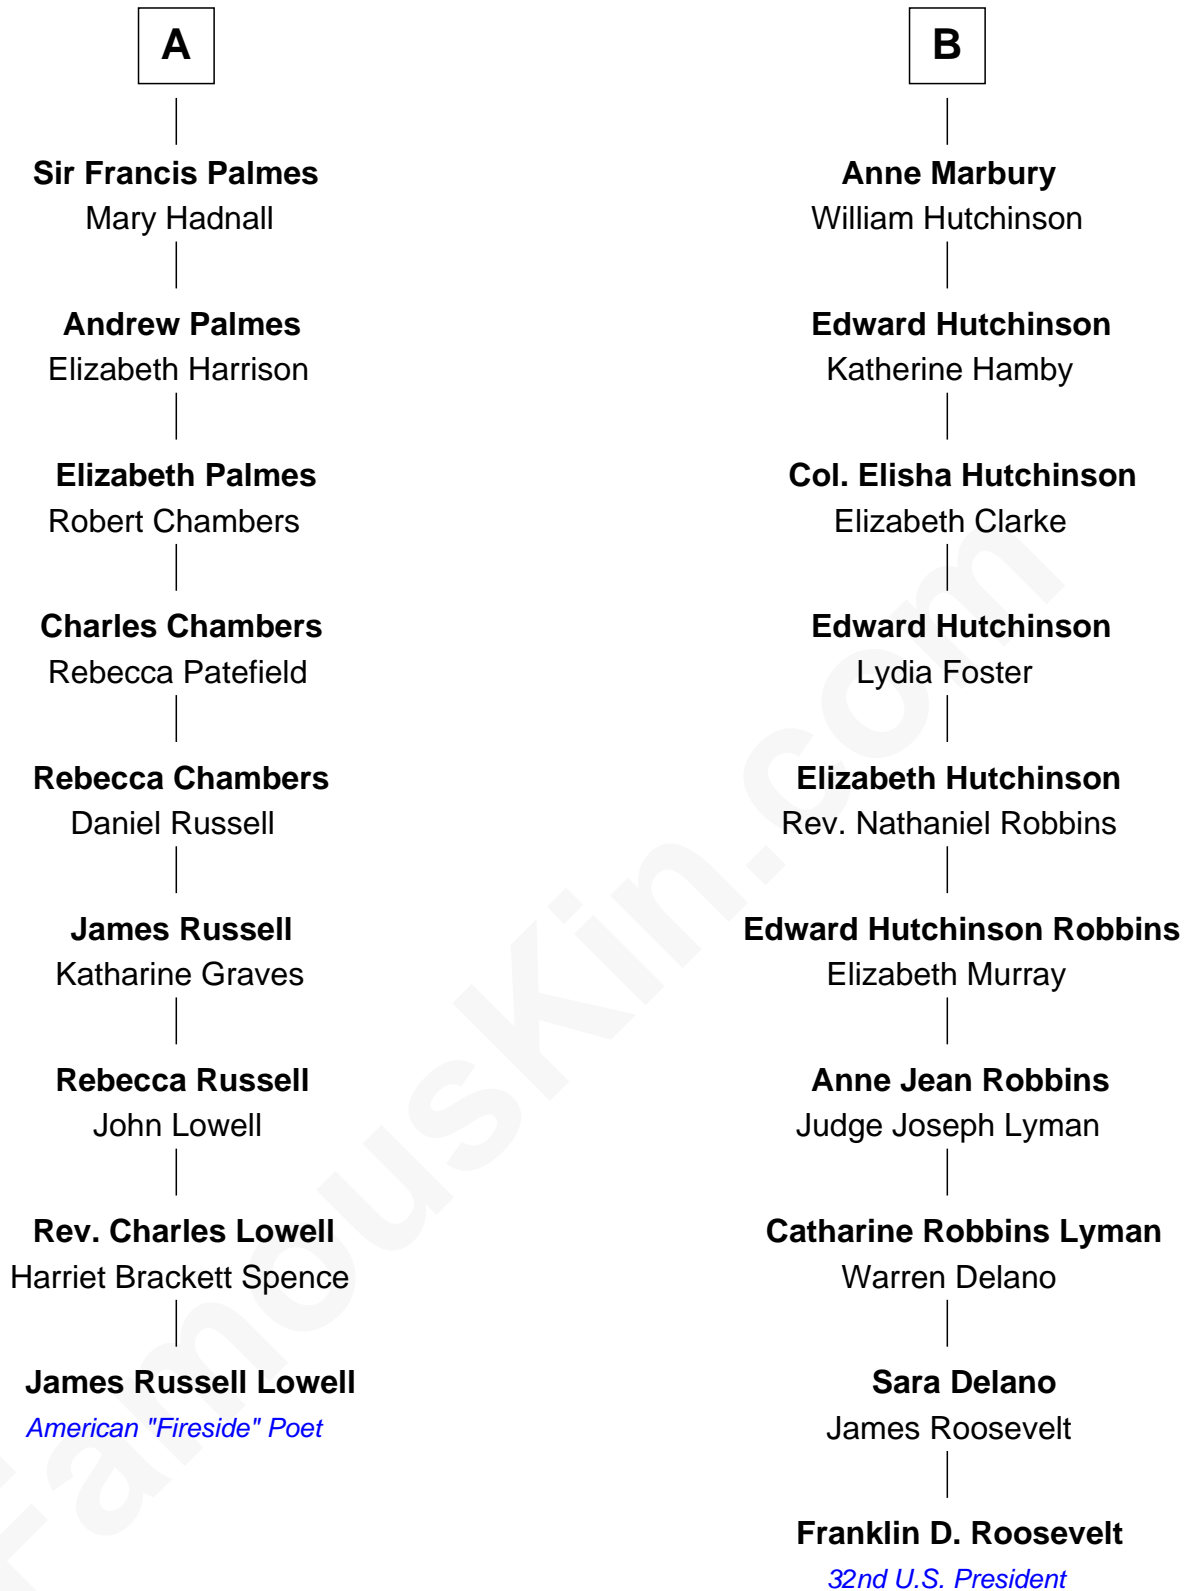 A
Sir Francis Palmes
Mary Hadnall
Andrew Palmes
Elizabeth Harrison
Elizabeth Palmes
Robert Chambers
Charles Chambers
Rebecca Patefield
Rebecca Chambers
Daniel Russell
James Russell
Katharine Graves
Rebecca Russell
John Lowell
Rev. Charles Lowell
Harriet Brackett Spence
James Russell Lowell
American "Fireside" Poet
B
Anne Marbury
William Hutchinson
Edward Hutchinson
Katherine Hamby
Col. Elisha Hutchinson
Elizabeth Clarke
Edward Hutchinson
Lydia Foster
Elizabeth Hutchinson
Rev. Nathaniel Robbins
Edward Hutchinson Robbins
Elizabeth Murray
Anne Jean Robbins
Judge Joseph Lyman
Catharine Robbins Lyman
Warren Delano
Sara Delano
James Roosevelt
Franklin D. Roosevelt
32nd U.S. President
FamousKin.com